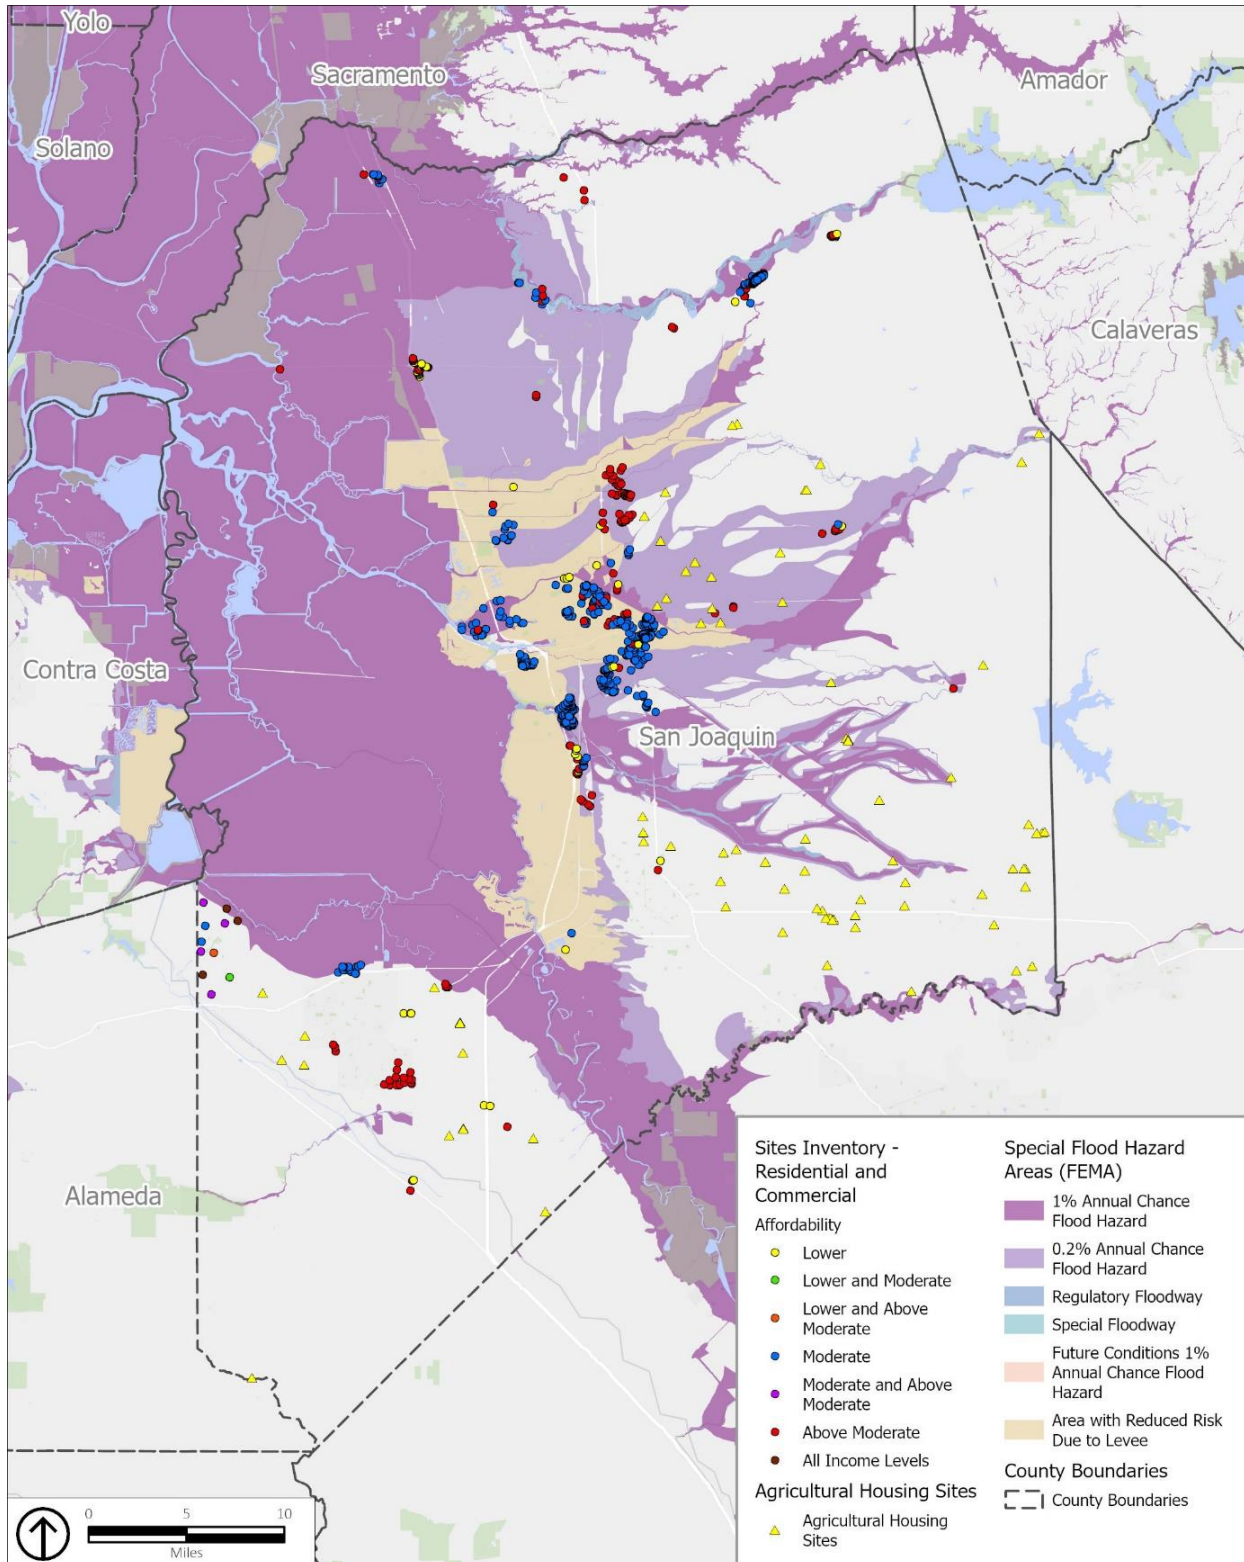 Yolo
Sacramento
Amador
Solano
Calaveras
Contra Costa
San Joaquin
Alameda
Sites Inventory -
Residential and
Commercial
Affordability
Lower
Lower and Moderate
Lower and Above
Moderate
Moderate
Moderate and Above
Moderate
Above Moderate
All Income Levels
Agricultural Housing Sites
Agricultural Housing
Sites
Special Flood Hazard
Areas (FEMA)
1% Annual Chance
Flood Hazard
0.2% Annual Chance
Flood Hazard
Regulatory Floodway
Special Floodway
Future Conditions 1%
Annual Chance Flood
Hazard
Area with Reduced Risk
Due to Levee
County Boundaries
County Boundaries
0 5 10
Miles